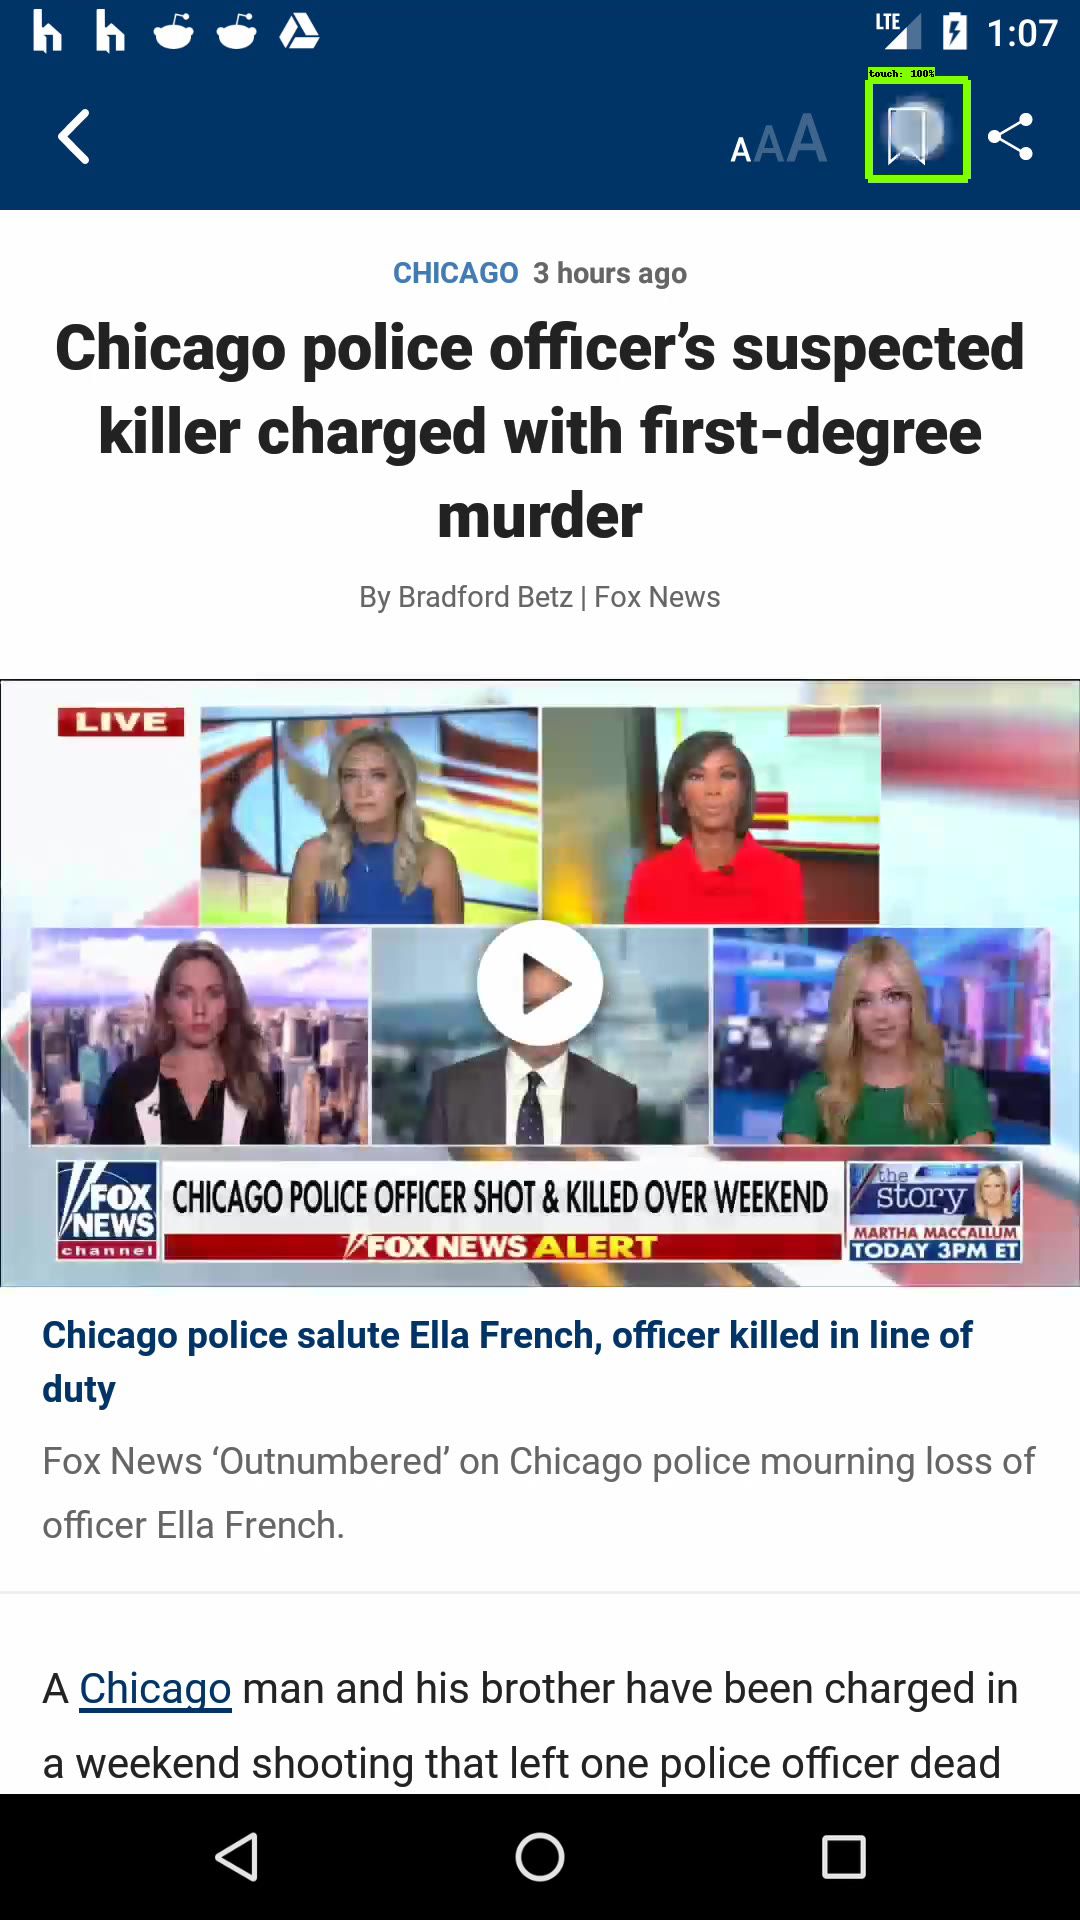 LTE 1:07
touch: 100%
AAA
CHICAGO 3 hours ago
Chicago police officer’s suspected
killer charged with first-degree
murder
By Bradford Betz | Fox News
LIVE
FOX
NEWS
channel
CHICAGO POLICE OFFICER SHOT & KILLED OVER WEEKEND
FOX NEWS ALERT
the
story
MARTHA MACCALLUM
TODAY 3PM ET
Chicago police salute Ella French, officer killed in line of
duty
Fox News ‘Outnumbered’ on Chicago police mourning loss of
officer Ella French.
A Chicago man and his brother have been charged in
a weekend shooting that left one police officer dead